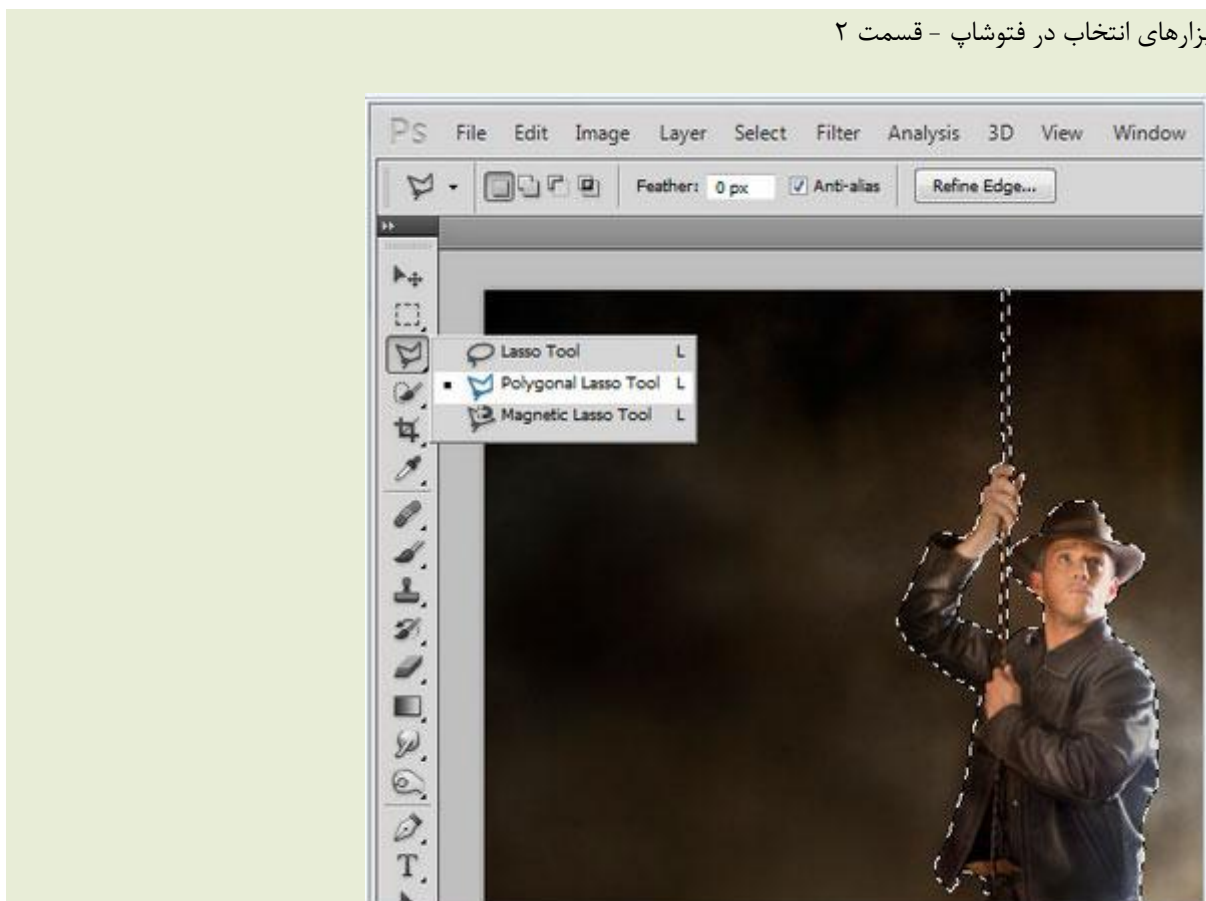 بزارهای انتخاب در فتوشاپ - قسمت ۲
Ps File Edit Image Layer Select Filter Analysis 3D View Window
Feather: 0 px Anti-alias Refine Edge...
Lasso Tool L
Polygonal Lasso Tool L
Magnetic Lasso Tool L
T